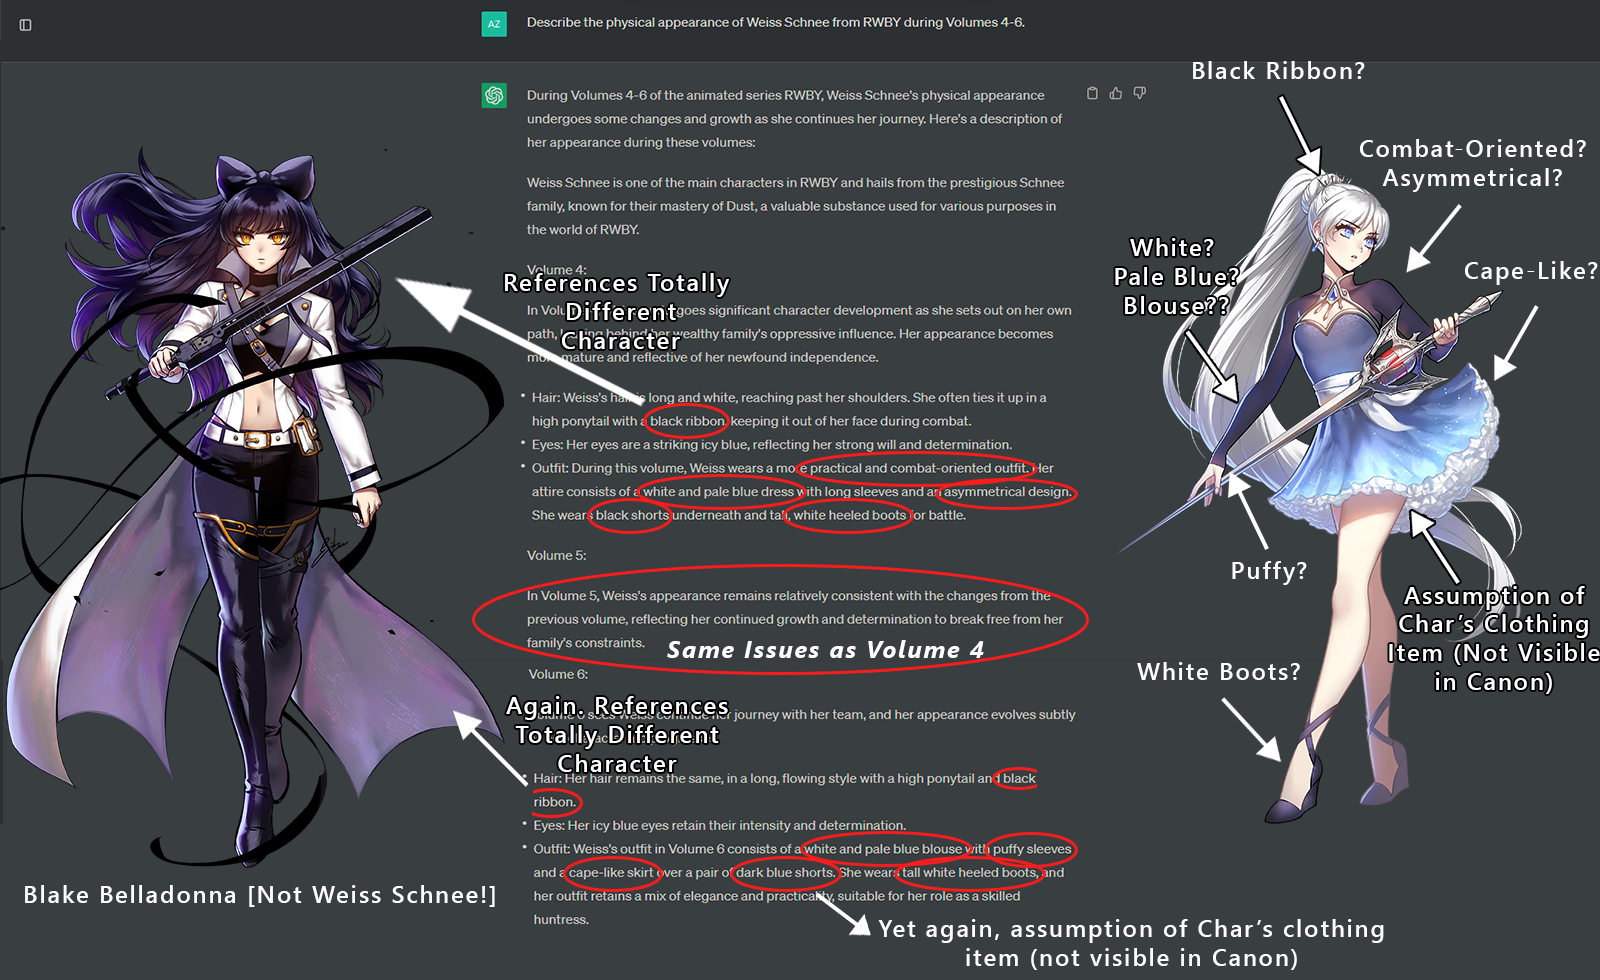 AZ
Describe the physical appearance of Weiss Schnee from RWBY during Volumes 4-6.
During Volumes 4-6 of the animated series RWBY, Weiss Schnee's physical appearance
undergoes some changes and growth as she continues her journey. Here's a description of
her appearance during these volumes:
Weiss Schnee is one of the main characters in RWBY and hails from the prestigious Schnee
family, known for their mastery of Dust, a valuable substance used for various purposes in
the world of RWBY.
Volume 4:
In goes significant character development as she sets out on her own
path, wealthy family's oppressive influence. Her appearance becomes
mature and reflective of her newfound independence.
• Hair: Weiss's hair is long and white, reaching past her shoulders. She often ties it up in a
high ponytail with a black ribbon, keeping it out of her face during combat.
• Eyes: Her eyes are a striking icy blue, reflecting her strong will and determination.
• Outfit: During this volume, Weiss wears a more practical and combat-oriented outfit. Her
attire consists of a white and pale blue dress with long sleeves and an asymmetrical design.
She wears black shorts underneath and tall, white heeled boots for battle.
Volume 5:
In Volume 5, Weiss's appearance remains relatively consistent with the changes from the
previous volume, reflecting her continued growth and determination to break free from her
family's constraints.
Same Issues as Volume 4
Volume 6:
Volume 6 sees Weiss continue her journey with her team, and her appearance evolves subtly
• Hair: Her hair remains the same, in a long, flowing style with a high ponytail and black
ribbon.
• Eyes: Her icy blue eyes retain their intensity and determination.
• Outfit: Weiss's outfit in Volume 6 consists of a white and pale blue blouse with puffy sleeves
and a cape-like skirt over a pair of dark blue shorts. She wears tall white heeled boots, and
her outfit retains a mix of elegance and practicality, suitable for her role as a skilled
huntress.
References Totally
Different
Character
Again. References
Totally Different
Character
Blake Belladonna [Not Weiss Schnee!]
Black Ribbon?
Combat-Oriented?
Asymmetrical?
White?
Pale Blue?
Blouse??
Cape-Like?
Puffy?
Assumption of
Char's Clothing
Item (Not Visible
in Canon)
White Boots?
Yet again, assumption of Char's clothing
item (not visible in Canon)